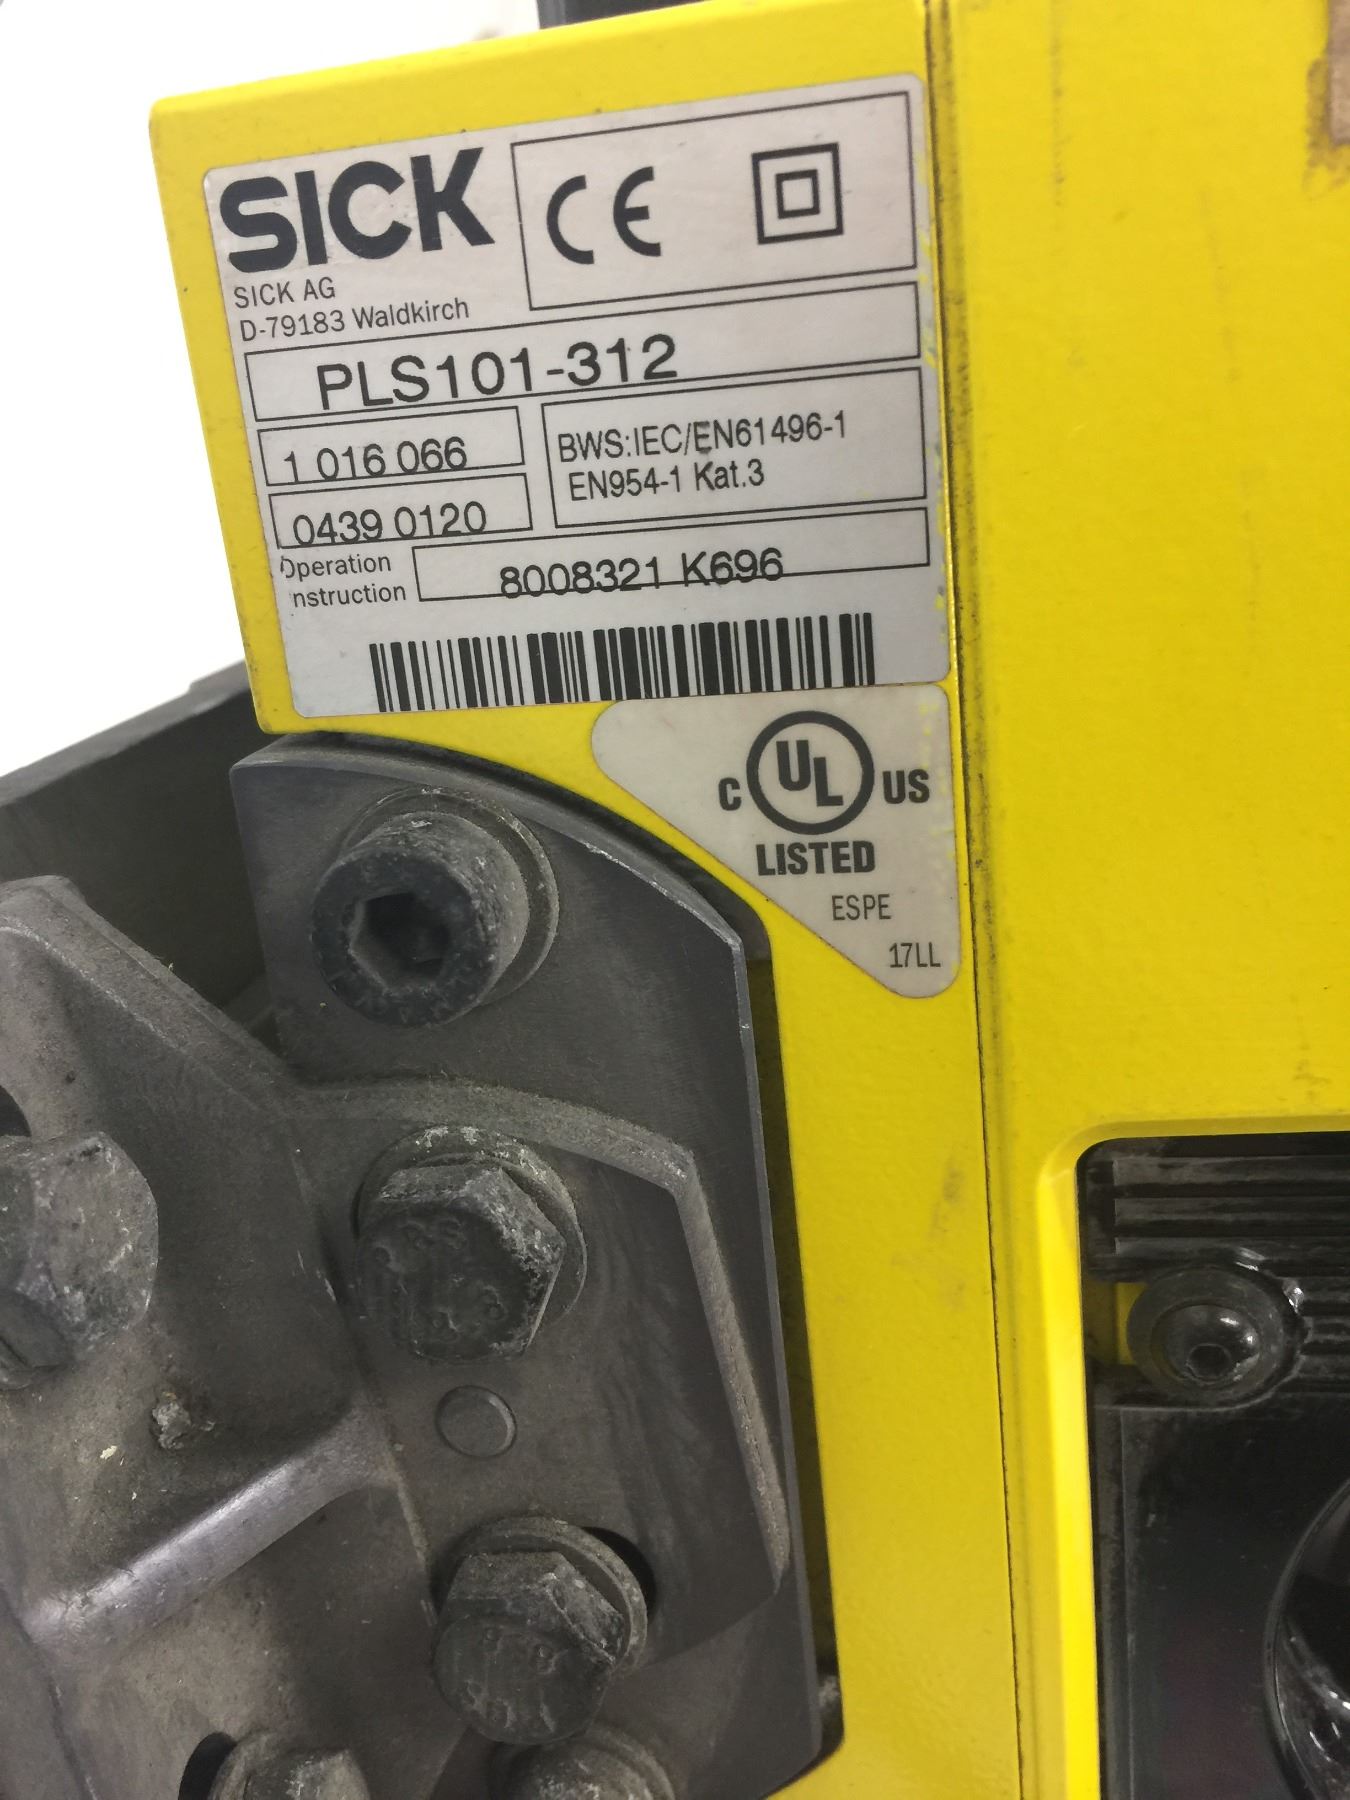 SICK
SICK AG
D-79183 Waldkirch
CE
PLS101-312
1 016 066
BWS:IEC/EN61496-1
EN954-1 Kat.3
0439 0120
Operation
nstruction
8008321 K696
C UL US
LISTED
ESPE
17LL